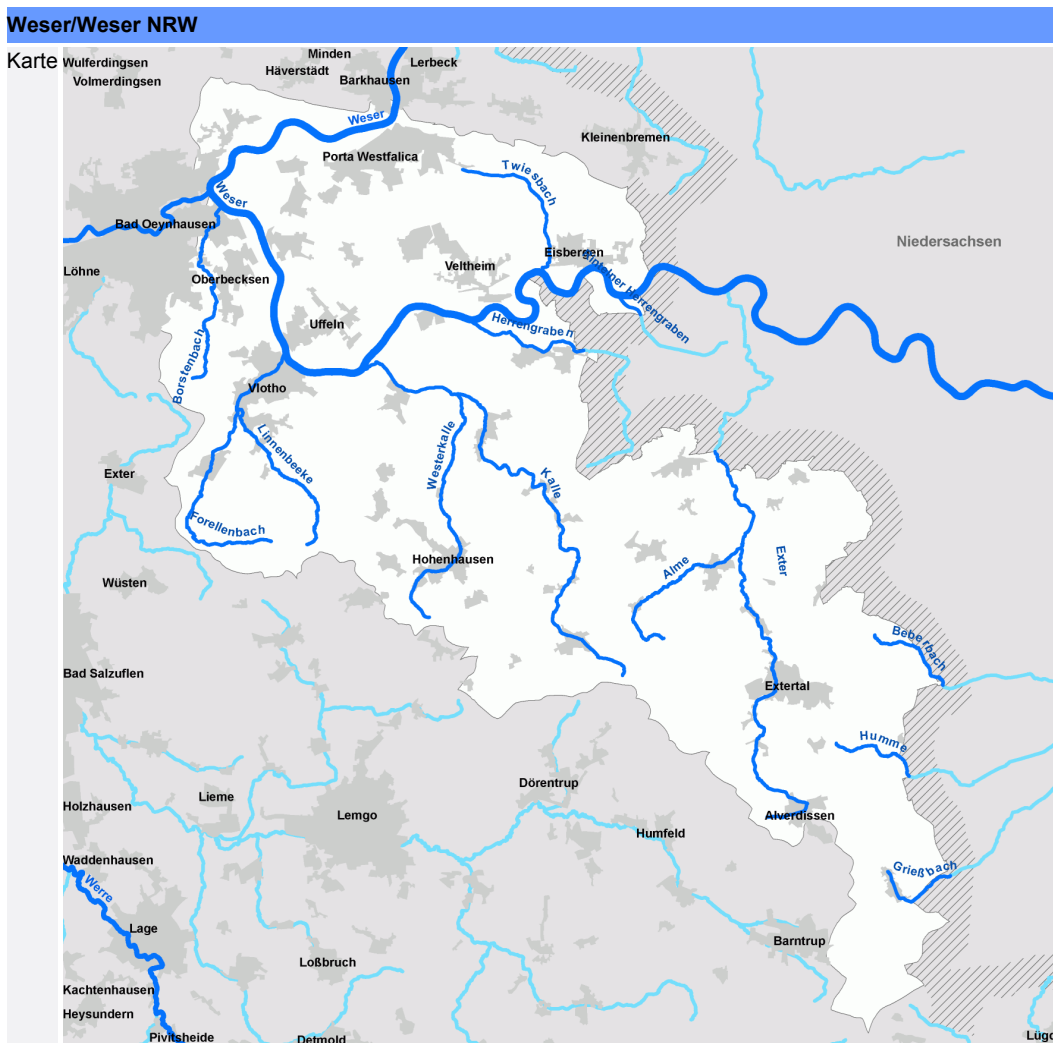 Weser/Weser NRW
Karte
Wulferdingsen
Volmerdingsen
Minden
Häverstädt
Barkhausen
Lerbeck
Weser
Porta Westfalica
Kleinenbremen
Twiesbach
Weser
Bad Oeynhausen
Niedersachsen
Eisbergen
Veltheim
Löhne
Oberbecksen
Herrengraben
Uffeln
Herrengraben
Borstenbach
Vlotho
Linnenbeeke
Westerkalle
Kalle
Exter
Forellenbach
Hohenhausen
Alme
Exter
Wüsten
Beberbach
Bad Salzuflen
Extertal
Humme
Dörentrup
Holzhausen
Lieme
Lemgo
Alverdissen
Humfeld
Waddenhausen
Grießbach
Werre
Lage
Barntrup
Loßbruch
Kachtenhausen
Heysundern
Pivitsheide
Detmold